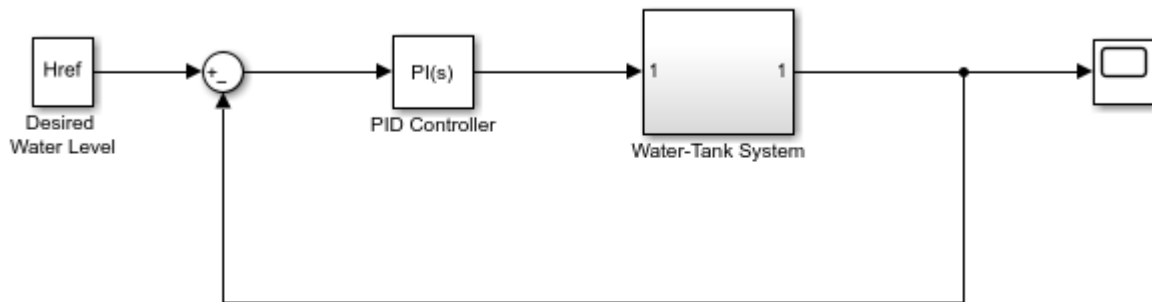 Href
Desired
Water Level
+
-
PI(s)
PID Controller
1
1
Water-Tank System